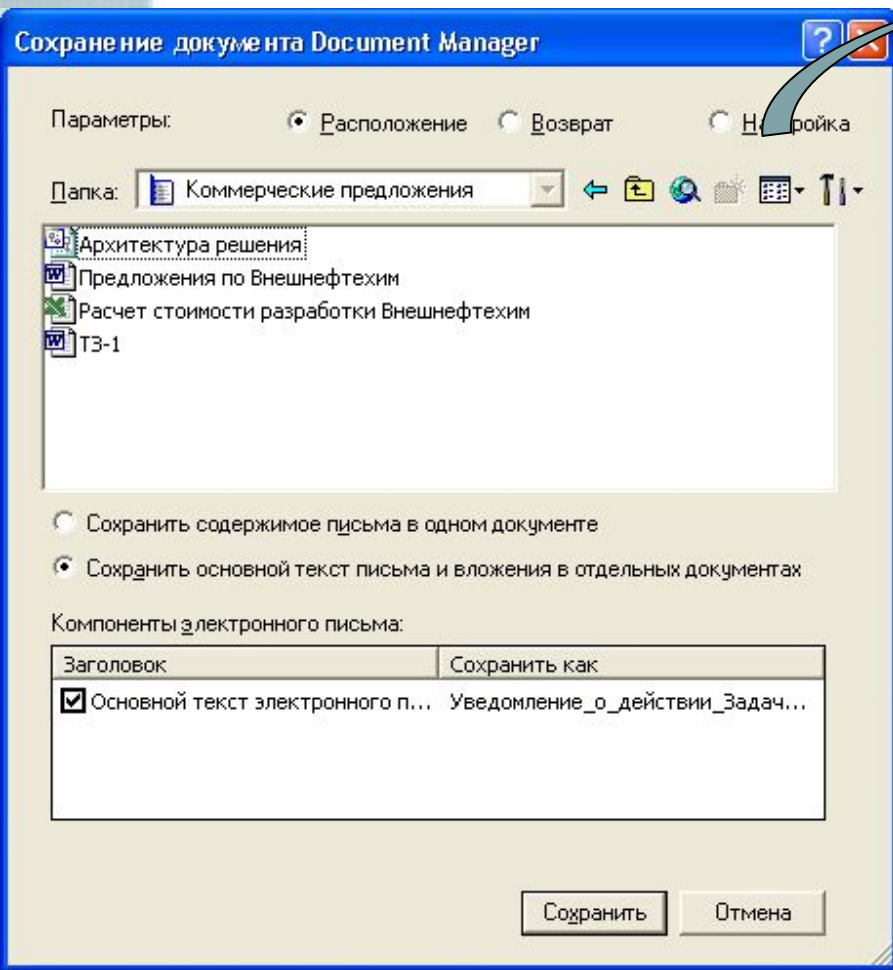 Сохранение документа Document Manager
Параметры: Расположение Возврат Настройка
Папка: Коммерческие предложения
Архитектура решения
Предложения по Внешнефтехим
Расчет стоимости разработки Внешнефтехим
ТЗ-1
Сохранить содержимое письма в одном документе
Сохранить основной текст письма и вложения в отдельных документах
Компоненты электронного письма:
Заголовок Сохранить как
Основной текст электронного п... Уведомление_о_действии_Задач...
Сохранить Отмена